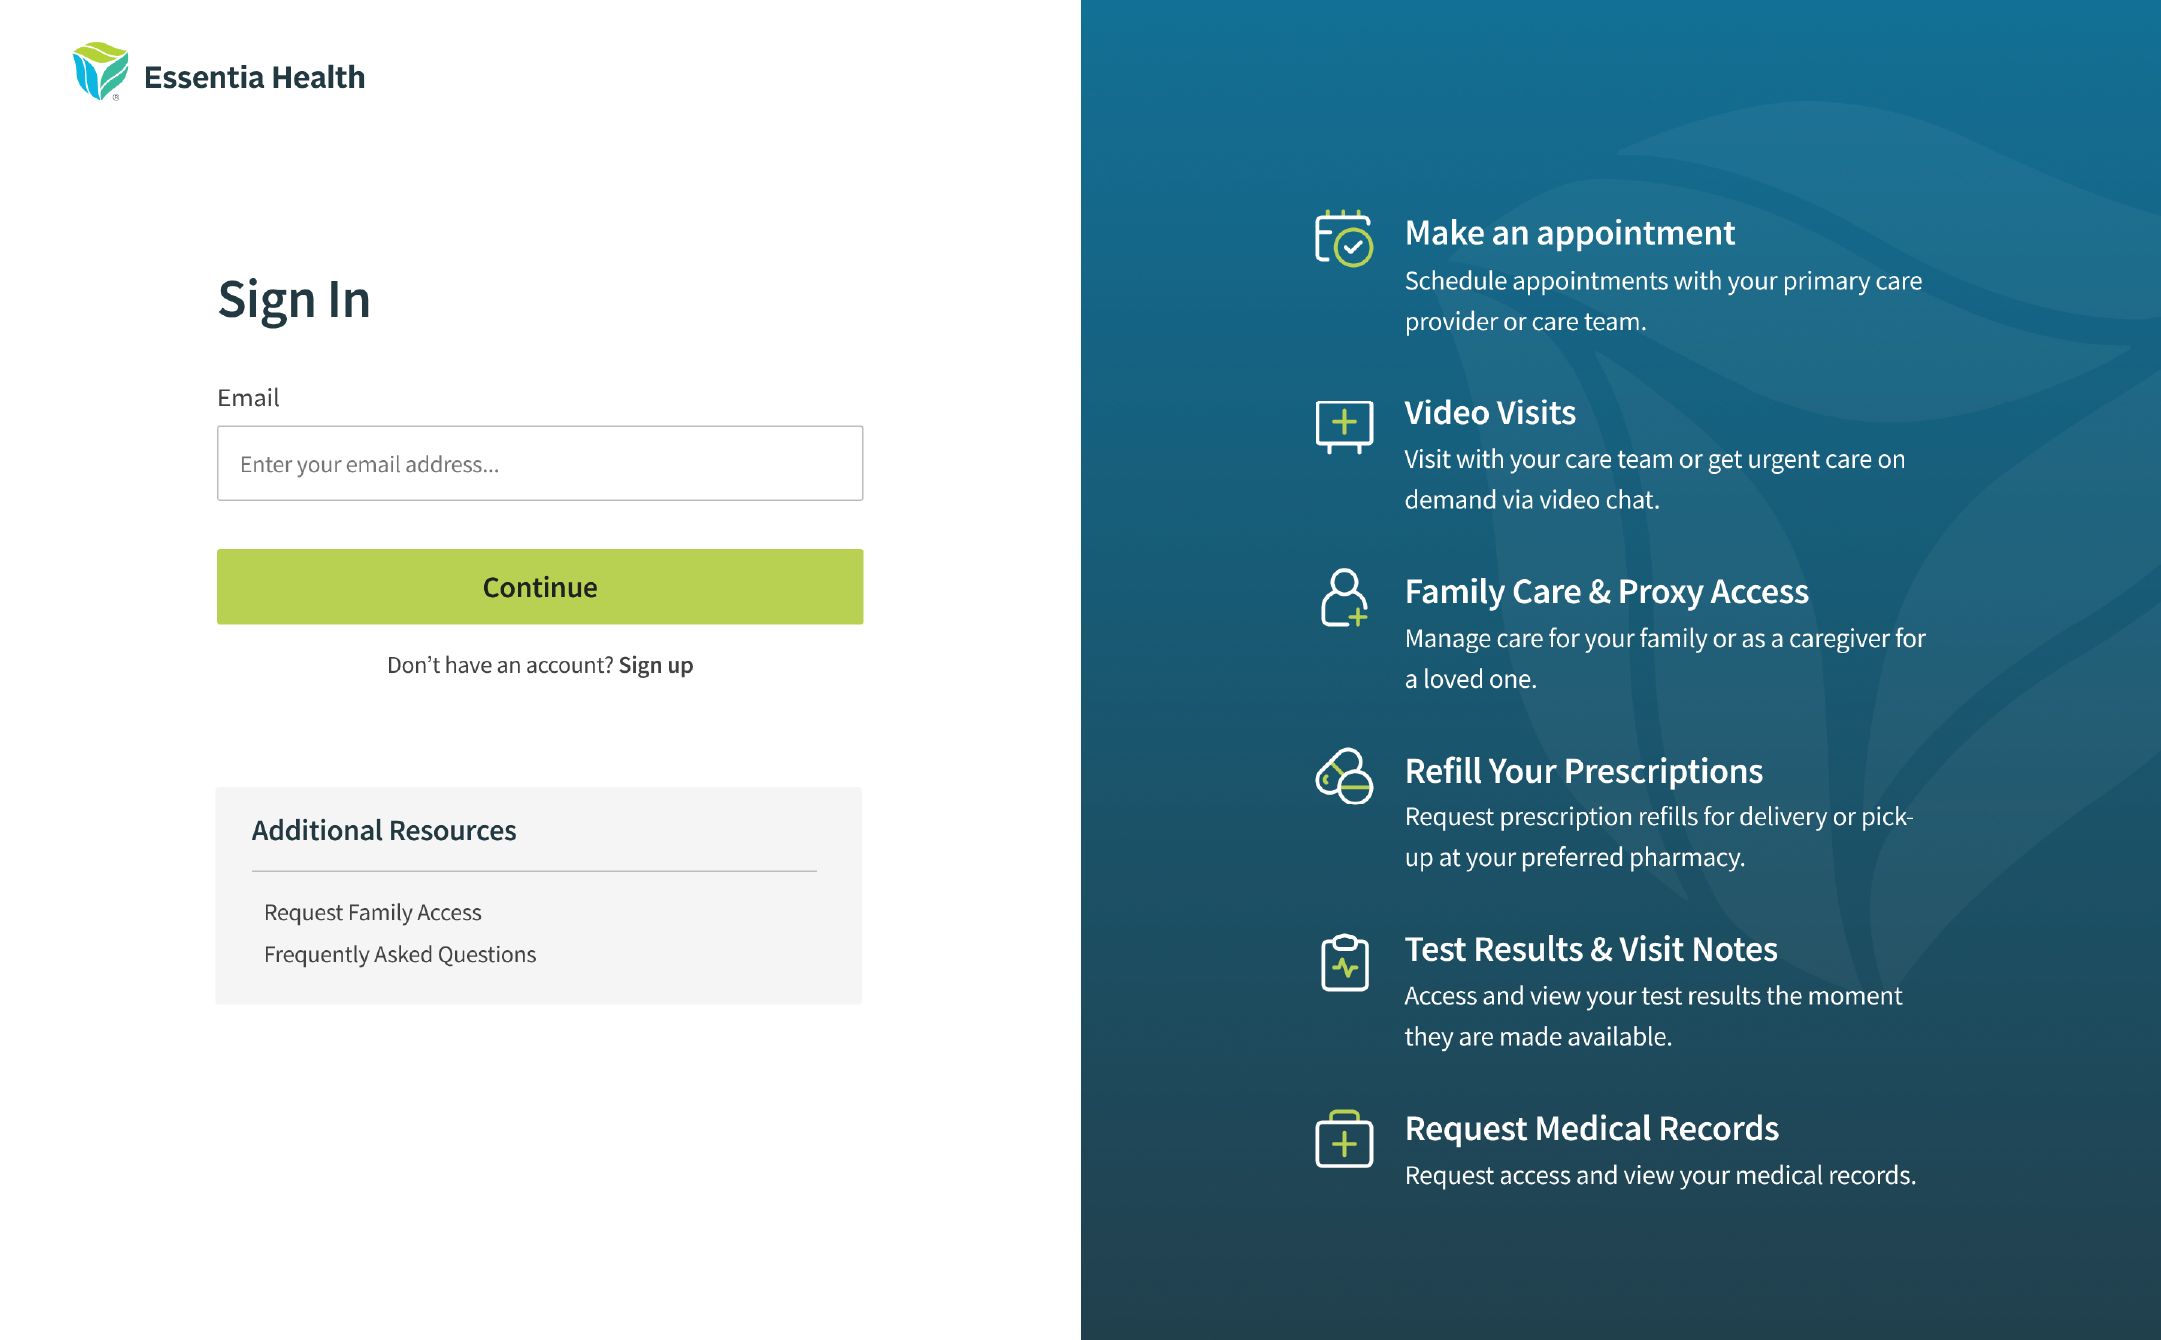 Essentia Health
Sign In
Email
Enter your email address...
Continue
Don't have an account? Sign up
Additional Resources
Request Family Access
Frequently Asked Questions
Make an appointment
Schedule appointments with your primary care
provider or care team.
Video Visits
Visit with your care team or get urgent care on
demand via video chat.
Family Care & Proxy Access
Manage care for your family or as a caregiver for
a loved one.
Refill Your Prescriptions
Request prescription refills for delivery or pick-
up at your preferred pharmacy.
Test Results & Visit Notes
Access and view your test results the moment
they are made available.
Request Medical Records
Request access and view your medical records.